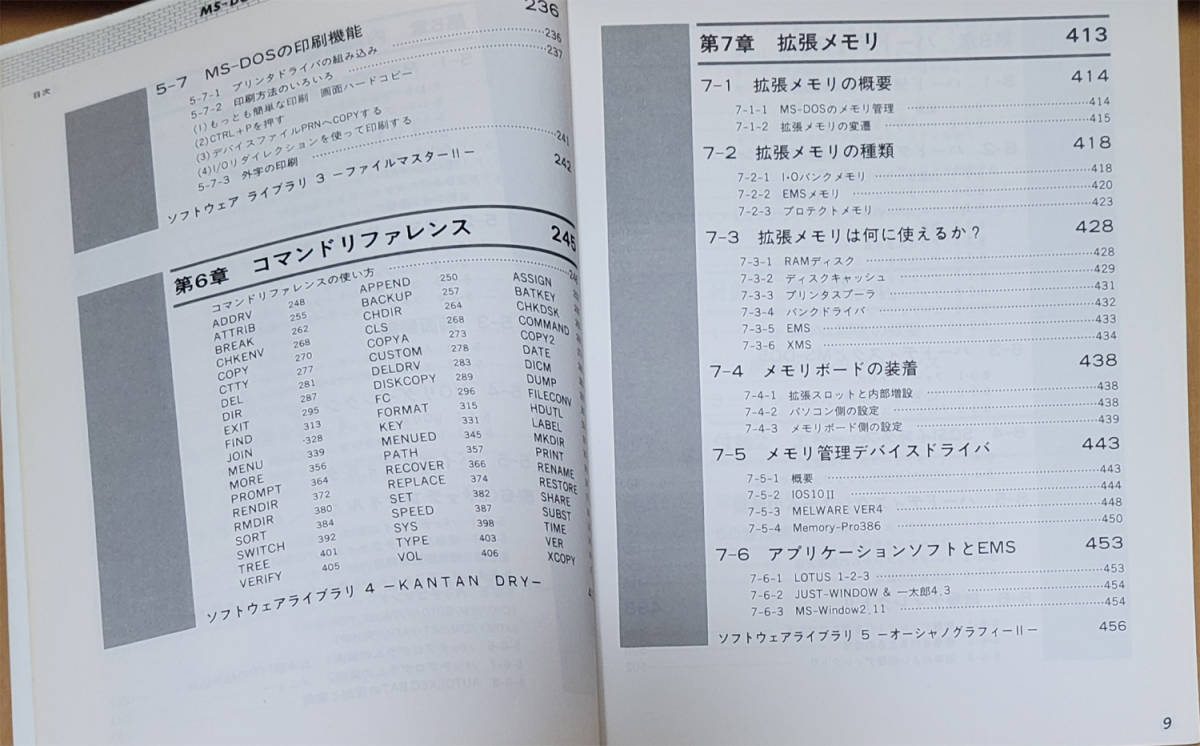 MS-DO
目次
236
5-7 MS-DOSの印刷機能
5-7-1 プリンタドライバの組み込み 236
5-7-2 印刷方法のいろいろ 237
(1)もっとも簡単な印刷 画面ハードコピー
(2)CTRL+Pを押す
(3)デバイスファイルPRNへCOPYする
(4)I/Oリダイレクションを使って印刷する
5-7-3 外字の印刷 241
ソフトウェア ライブラリ 3 －ファイルマスターII－ 242
第6章 コマンドリファレンス 245
コマンドリファレンスの使い方
ADDRV 248 APPEND 250 ASSIGN
ATTRIB 255 BACKUP 257 BATKEY
BREAK 262 CHDIR 264 CHKDSK
CHKENV 268 CLS 268 COMMAND
COPY 270 COPYA 273 COPY2
CTTY 277 CUSTOM 278 DATE
DEL 281 DELDRV 283 DICM
DIR 287 DISKCOPY 289 DUMP
EXIT 295 FC 296 FILECONV
FIND 313 FORMAT 315 HDUTL
JOIN 328 KEY 331 LABEL
MENU 339 MENUED 345 MKDIR
MORE 356 PATH 357 PRINT
PROMPT 364 RECOVER 366 RENAME
RENDIR 372 REPLACE 374 RESTORE
RMDIR 380 SET 382 SHARE
SORT 384 SPEED 387 SUBST
SWITCH 392 SYS 398 TIME
TREE 401 TYPE 403 VER
VERIFY 405 VOL 406 XCOPY
ソフトウェアライブラリ 4 －KANTAN DRY－
第7章 拡張メモリ 413
7-1 拡張メモリの概要 414
7-1-1 MS-DOSのメモリ管理 414
7-1-2 拡張メモリの変遷 415
7-2 拡張メモリの種類 418
7-2-1 I・Oバンクメモリ 418
7-2-2 EMSメモリ 420
7-2-3 プロテクトメモリ 423
7-3 拡張メモリは何に使えるか？ 428
7-3-1 RAMディスク 428
7-3-2 ディスクキャッシュ 429
7-3-3 プリンタスプーラ 431
7-3-4 バンクドライバ 432
7-3-5 EMS 433
7-3-6 XMS 434
7-4 メモリボードの装着 438
7-4-1 拡張スロットと内部増設 438
7-4-2 パソコン側の設定 438
7-4-3 メモリボード側の設定 439
7-5 メモリ管理デバイスドライバ 443
7-5-1 概要 443
7-5-2 IOS10II 444
7-5-3 MELWARE VER4 448
7-5-4 Memory-Pro386 450
7-6 アプリケーションソフトとEMS 453
7-6-1 LOTUS 1-2-3 453
7-6-2 JUST-WINDOW & 一太郎4.3 454
7-6-3 MS-Window2.11 454
ソフトウェアライブラリ 5 －オーシャノグラフィーII－ 456
9